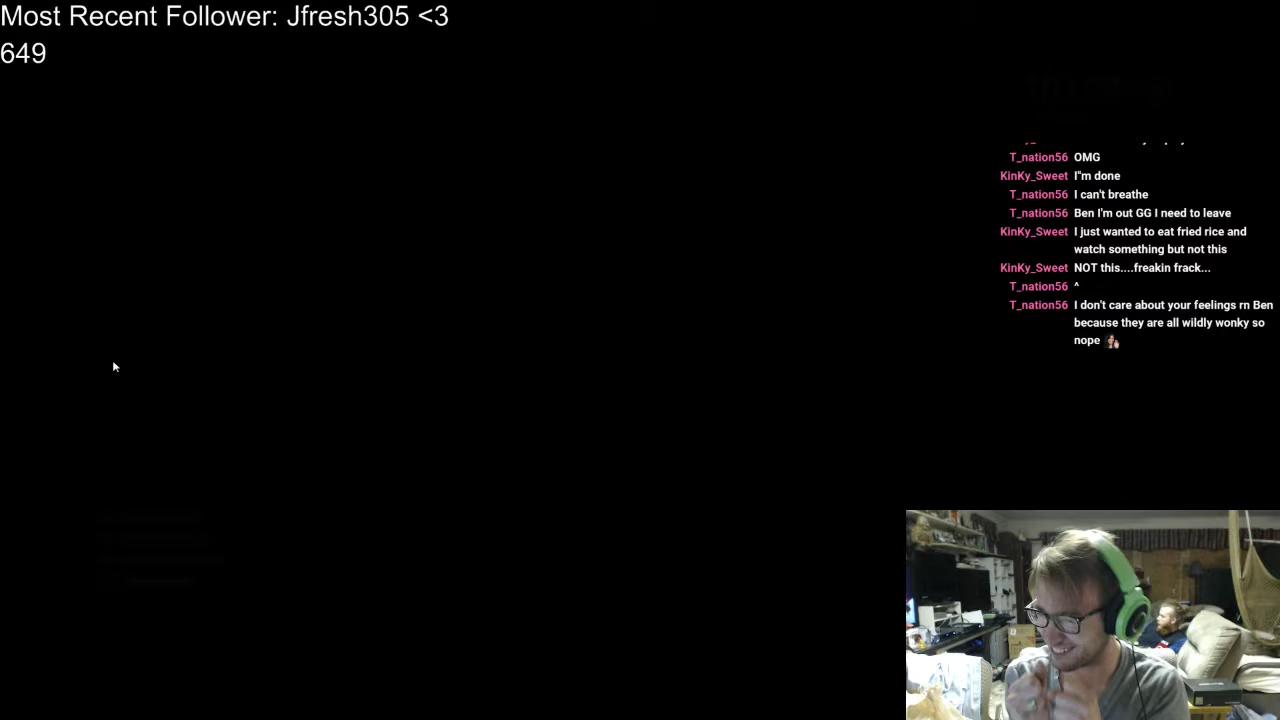 Most Recent Follower: Jfresh305 <3
649
T_nation56 OMG
KinKy_Sweet I"m done
T_nation56 I can't breathe
T_nation56 Ben I'm out GG I need to leave
KinKy_Sweet I just wanted to eat fried rice and
watch something but not this
KinKy_Sweet NOT this....freakin frack...
T_nation56 ^
T_nation56 I don't care about your feelings rn Ben
because they are all wildly wonky so
nope